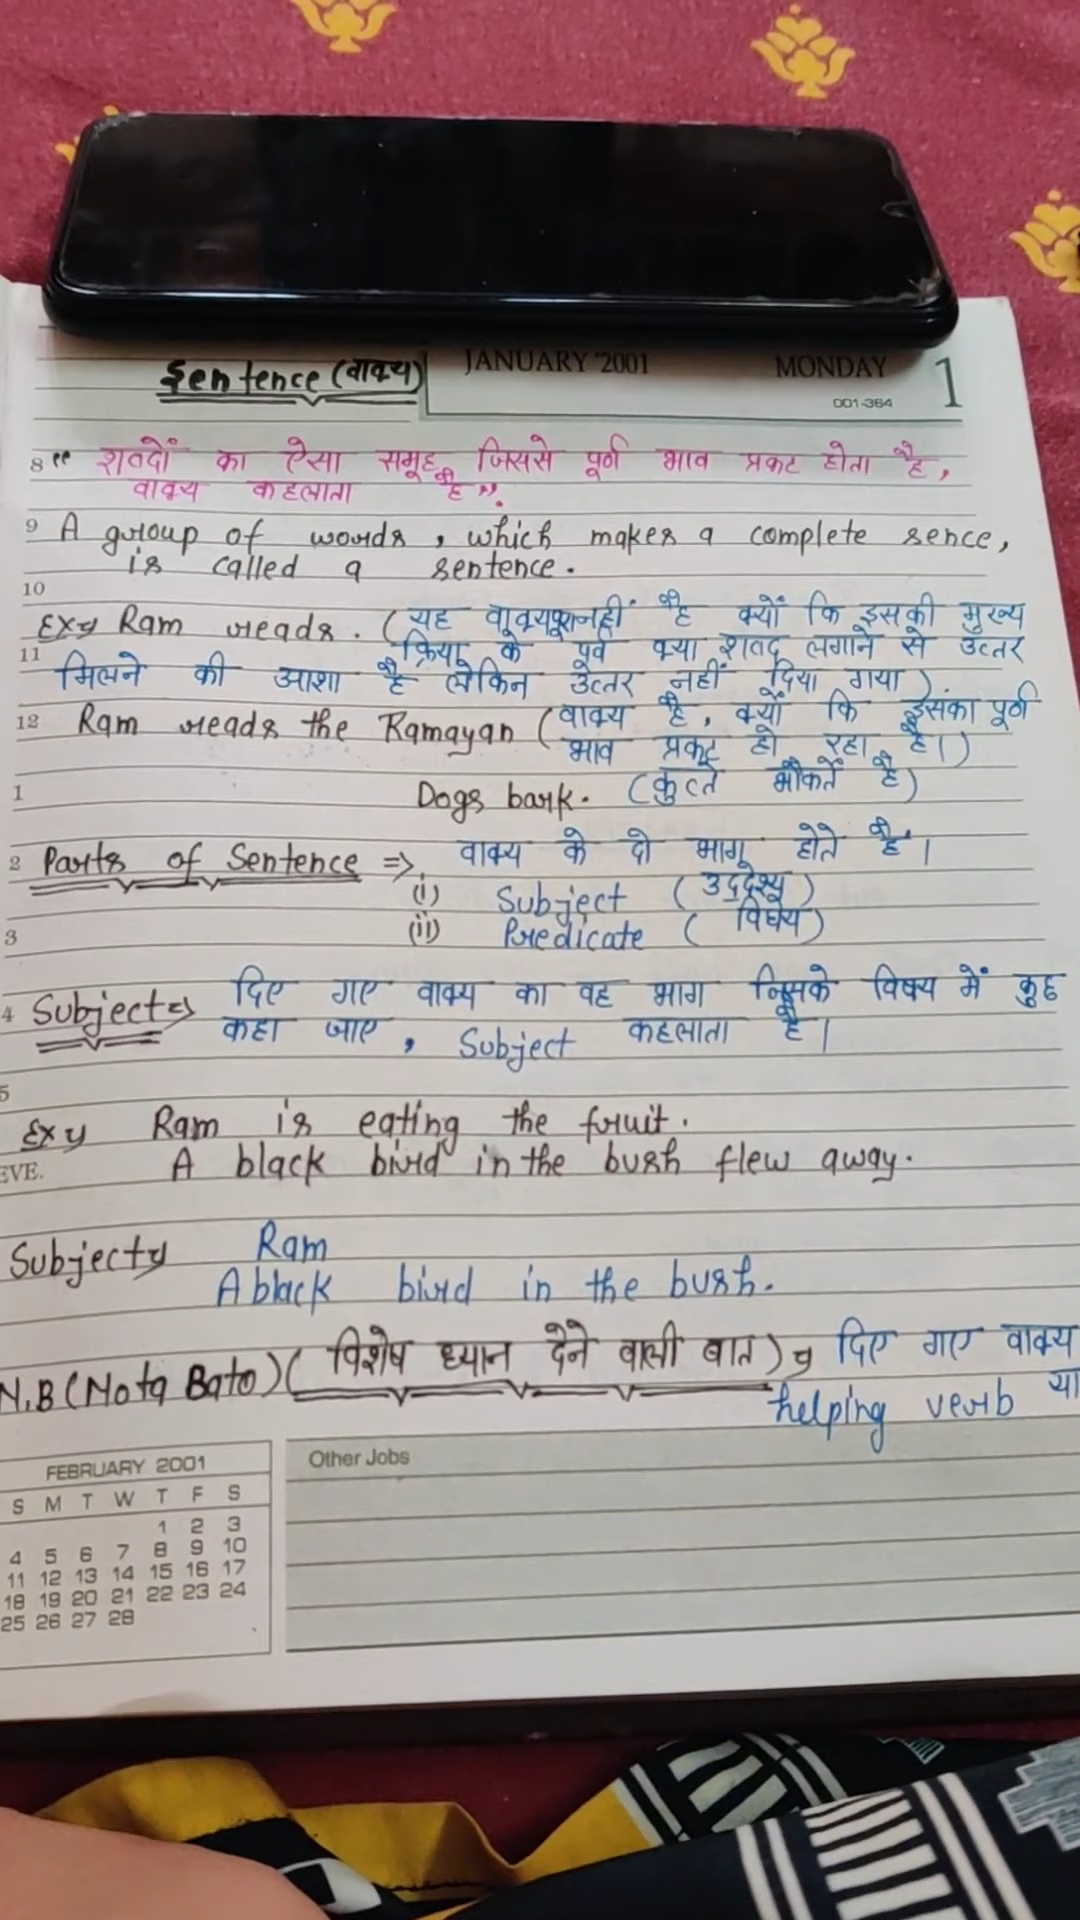 Sentence (वाक्य)
JANUARY 2001 MONDAY 1
001-364
8 " शब्दों का ऐसा समूह जिससे पूर्ण भाव प्रकट होता है,
वाक्य कहलाता है".
9 A group of words, which makes a complete sence,
is called a sentence.
10
Ex Ram reads. (यह वाक्य नहीं है क्यों कि इसकी मुख्य
11 क्रिया के पूर्व क्या शब्द लगाने से उत्तर
मिलने की आशा है लेकिन उत्तर नहीं दिया गया)
12 Ram reads the Ramayan (वाक्य है, क्यों कि इसका पूर्ण
भाव प्रकट हो रहा है।)
1 Dogs bark. (कुत्ते भौकतें है)
2 Parts of Sentence ⇒ वाक्य के दो भाग होते है।
(i) Subject (उद्देश्य)
(ii) Predicate (विधेय)
3
4 Subject ⇒ दिए गए वाक्य का वह भाग जिसके विषय में कुछ
कहा जाए, Subject कहलाता है।
5
Ex Ram is eating the fruit.
EVE. A black bird in the bush flew away.
Subject Ram
A black bird in the bush.
N.B (Nota Bato) (विशेष ध्यान देने वाली बात) दिए गए वाक्य
helping verb या
FEBRUARY 2001 Other Jobs
S M T W T F S
1 2 3
4 5 6 7 8 9 10
11 12 13 14 15 16 17
18 19 20 21 22 23 24
25 26 27 28